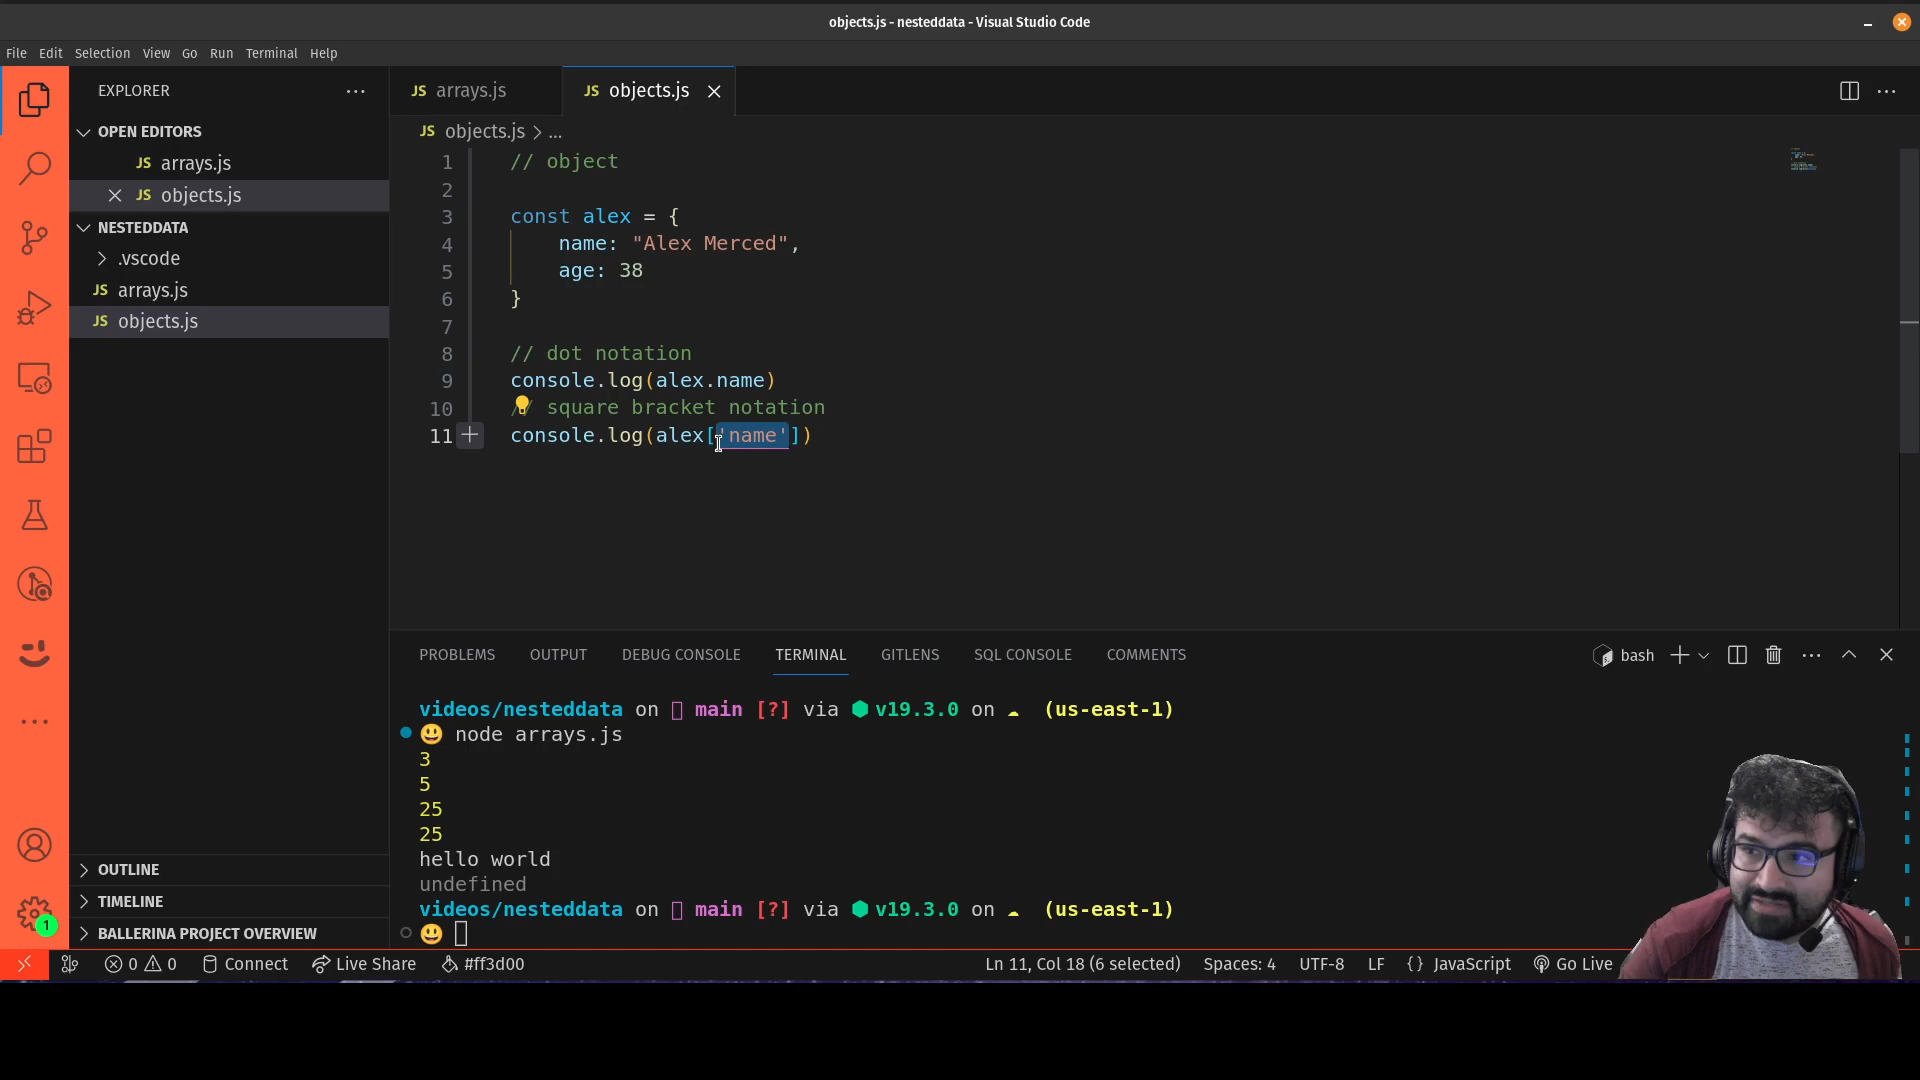 objects.js - nesteddata - Visual Studio Code
File Edit Selection View Go Run Terminal Help
EXPLORER
OPEN EDITORS
JS arrays.js
JS objects.js
NESTEDDATA
.vscode
JS arrays.js
JS objects.js
OUTLINE
TIMELINE
BALLERINA PROJECT OVERVIEW
1
JS arrays.js JS objects.js
JS objects.js > ...
1 // object
2
3 const alex = {
4 name: "Alex Merced",
5 age: 38
6 }
7
8 // dot notation
9 console.log(alex.name)
10 // square bracket notation
11 console.log(alex['name'])
PROBLEMS OUTPUT DEBUG CONSOLE TERMINAL GITLENS SQL CONSOLE COMMENTS bash
videos/nesteddata on main [?] via v19.3.0 on (us-east-1)
node arrays.js
3
5
25
25
hello world
undefined
videos/nesteddata on main [?] via v19.3.0 on (us-east-1)
0 0 Connect Live Share #ff3d00 Ln 11, Col 18 (6 selected) Spaces: 4 UTF-8 LF {} JavaScript Go Live